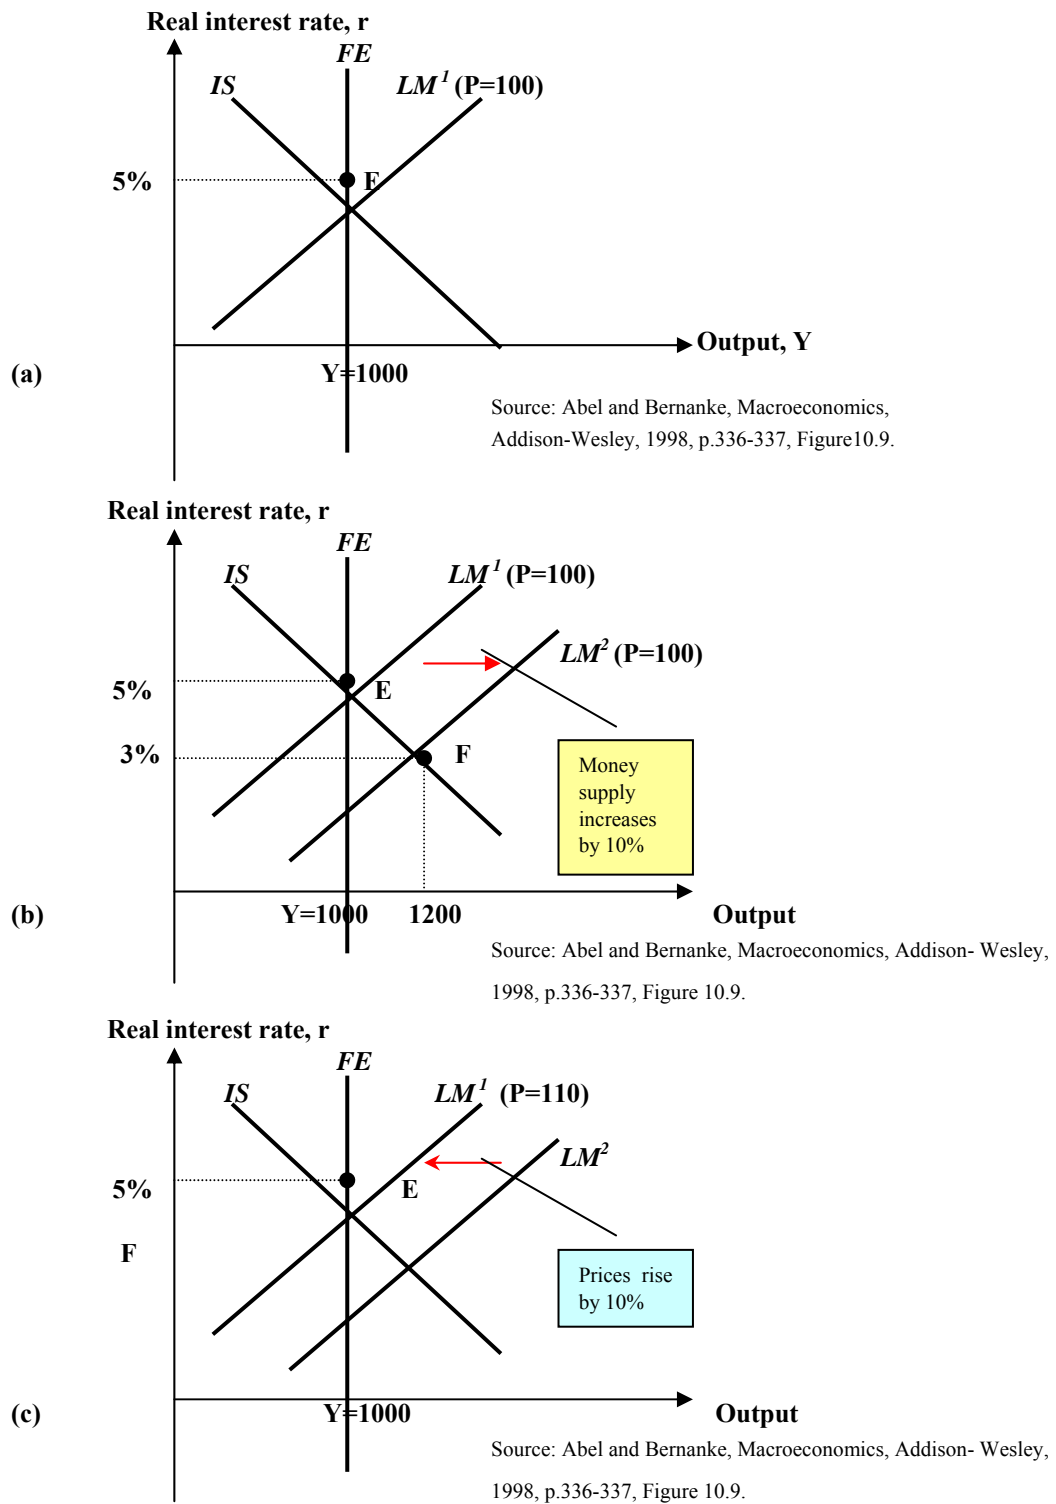 Real interest rate, r
FE
IS
LM¹ (P=100)
5%
E
Output, Y
(a)
Y=1000
Source: Abel and Bernanke, Macroeconomics,
Addison-Wesley, 1998, p.336-337, Figure10.9.
Real interest rate, r
FE
IS
LM¹ (P=100)
LM² (P=100)
5%
E
3%
F
Money
supply
increases
by 10%
(b)
Y=1000
1200
Output
Source: Abel and Bernanke, Macroeconomics, Addison- Wesley,
1998, p.336-337, Figure 10.9.
Real interest rate, r
FE
IS
LM¹ (P=110)
LM²
5%
E
F
Prices rise
by 10%
(c)
Y=1000
Output
Source: Abel and Bernanke, Macroeconomics, Addison- Wesley,
1998, p.336-337, Figure 10.9.